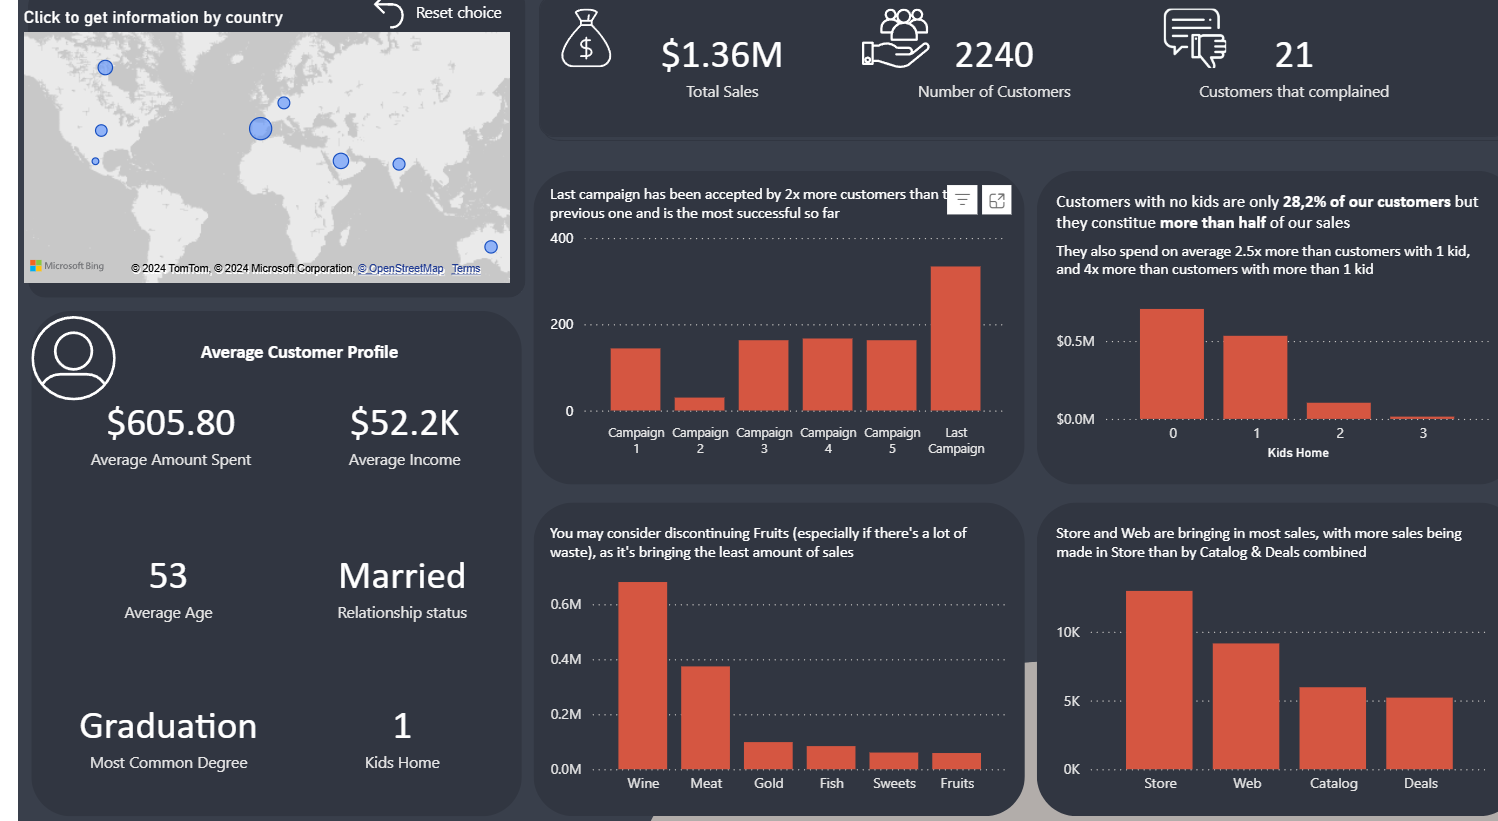 Click to get information by country
Reset choice
Microsoft Bing
© 2024 TomTom, © 2024 Microsoft Corporation, © OpenStreetMap Terms
$1.36M
Total Sales
2240
Number of Customers
21
Customers that complained
Average Customer Profile
$605.80
Average Amount Spent
$52.2K
Average Income
53
Average Age
Married
Relationship status
Graduation
Most Common Degree
1
Kids Home
Last campaign has been accepted by 2x more customers than
previous one and is the most successful so far
400
200
0
Campaign 1
Campaign 2
Campaign 3
Campaign 4
Campaign 5
Last Campaign
Customers with no kids are only 28,2% of our customers but
they constitue more than half of our sales
They also spend on average 2.5x more than customers with 1 kid,
and 4x more than customers with more than 1 kid
$0.5M
$0.0M
0
1
2
3
Kids Home
You may consider discontinuing Fruits (especially if there's a lot of
waste), as it's bringing the least amount of sales
0.6M
0.4M
0.2M
0.0M
Wine
Meat
Gold
Fish
Sweets
Fruits
Store and Web are bringing in most sales, with more sales being
made in Store than by Catalog & Deals combined
10K
5K
0K
Store
Web
Catalog
Deals